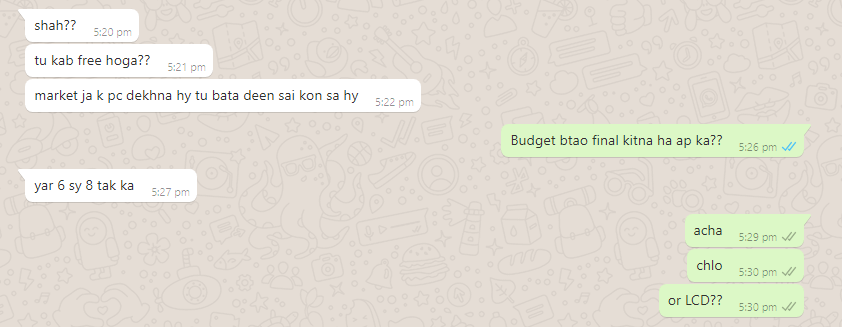 shah?? 5:20 pm
tu kab free hoga?? 5:21 pm
market ja k pc dekhna hy tu bata deen sai kon sa hy 5:22 pm
Budget btao final kitna ha ap ka?? 5:26 pm
yar 6 sy 8 tak ka 5:27 pm
acha 5:29 pm
chlo 5:30 pm
or LCD?? 5:30 pm